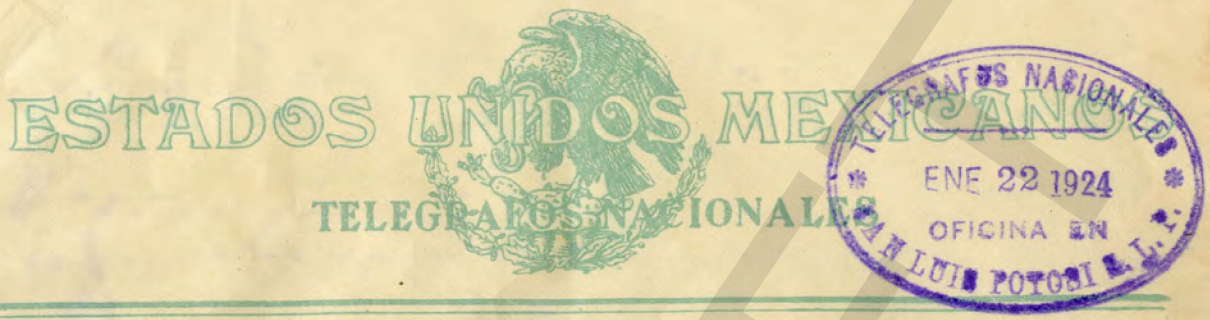 ESTADOS UNIDOS MEXICANOS
TELEGRAFOS NACIONALES
* TELEGRAFOS NACIONALES *
ENE 22 1924
OFICINA EN
SAN LUIS POTOSI S. L. P.